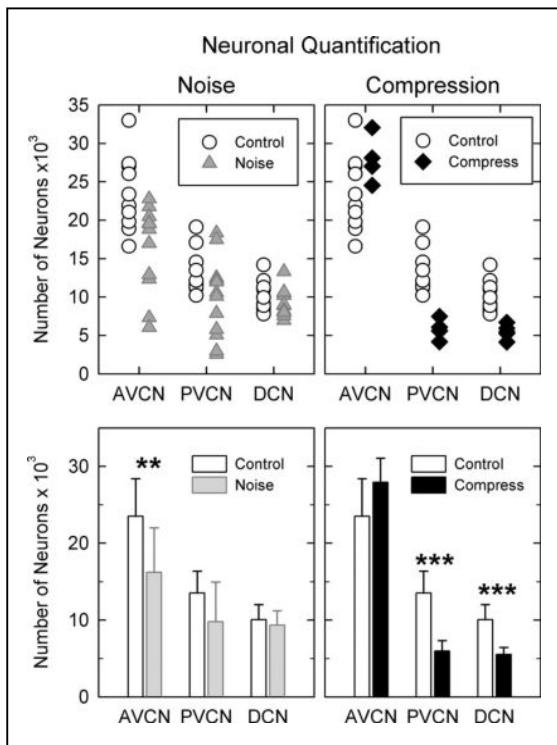 Neuronal Quantification
Noise
Compression
Number of Neurons x10³
35
30
25
20
15
10
5
0
Control
Noise
Control
Compress
AVCN PVCN DCN
AVCN PVCN DCN
Number of Neurons x 10³
30
20
10
0
**
Control
Noise
Control
Compress
***
***
AVCN PVCN DCN
AVCN PVCN DCN